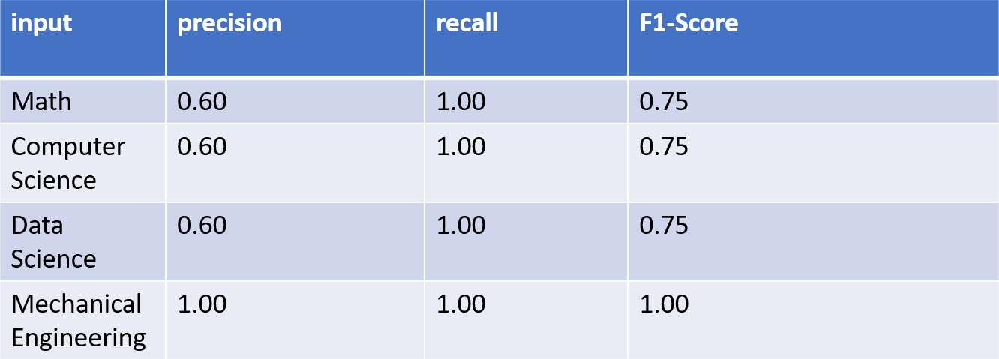 input precision recall F1-Score
Math 0.60 1.00 0.75
Computer 0.60 1.00 0.75
Science
Data 0.60 1.00 0.75
Science
Mechanical 1.00 1.00 1.00
Engineering